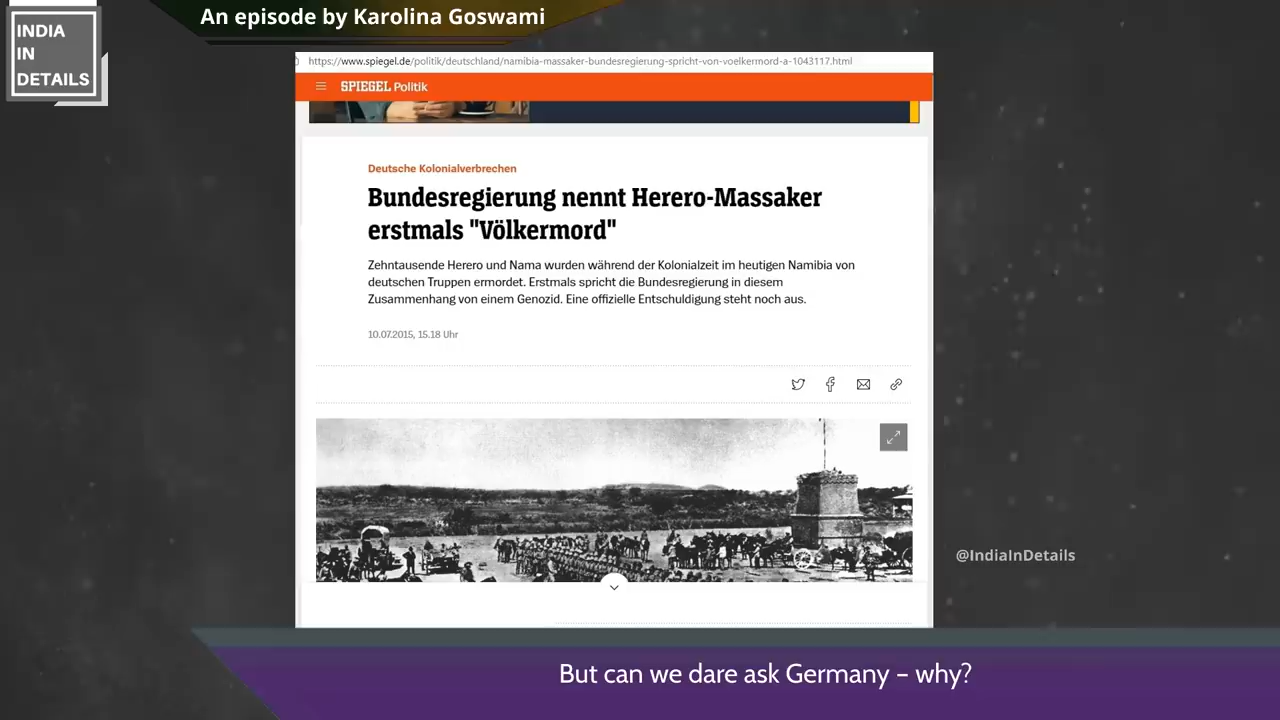 An episode by Karolina Goswami
INDIA
IN
DETAILS
https://www.spiegel.de/politik/deutschland/namibia-massaker-bundesregierung-spricht-von-voelkermord-a-1043117.html
SPIEGEL Politik
Deutsche Kolonialverbrechen
Bundesregierung nennt Herero-Massaker
erstmals "Völkermord"
Zehntausende Herero und Nama wurden während der Kolonialzeit im heutigen Namibia von
deutschen Truppen ermordet. Erstmals spricht die Bundesregierung in diesem
Zusammenhang von einem Genozid. Eine offizielle Entschuldigung steht noch aus.
10.07.2015, 15.18 Uhr
@IndiaInDetails
But can we dare ask Germany – why?